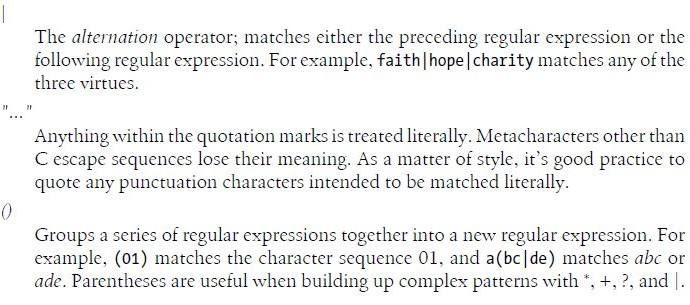 |
The alternation operator; matches either the preceding regular expression or the
following regular expression. For example, faith|hope|charity matches any of the
three virtues.
"..."
Anything within the quotation marks is treated literally. Metacharacters other than
C escape sequences lose their meaning. As a matter of style, it's good practice to
quote any punctuation characters intended to be matched literally.
()
Groups a series of regular expressions together into a new regular expression. For
example, (01) matches the character sequence 01, and a(bc|de) matches abc or
ade. Parentheses are useful when building up complex patterns with *, +, ?, and |.